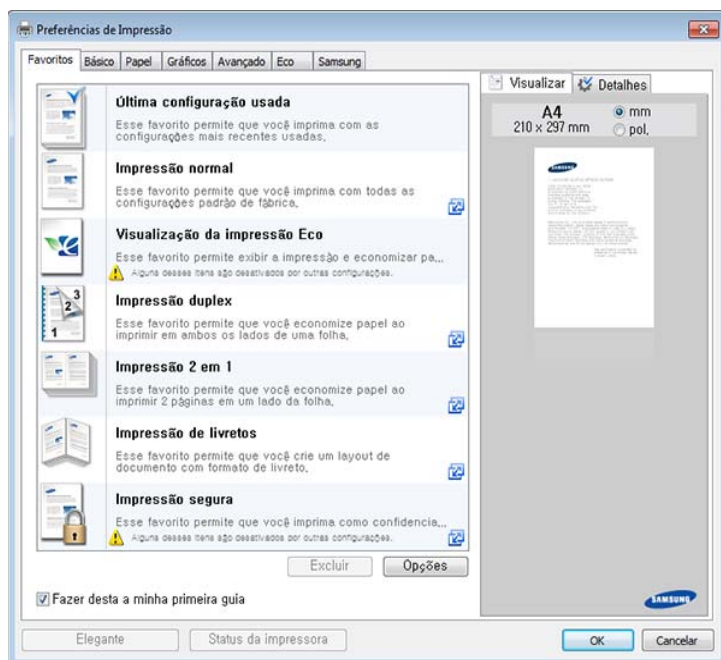 Preferências de Impressão
Favoritos Básico Papel Gráficos Avançado Eco Samsung
Última configuração usada
Esse favorito permite que você imprima com as
configurações mais recentes usadas.
Impressão normal
Esse favorito permite que você imprima com todas as
configurações padrão de fábrica.
Visualização da impressão Eco
Esse favorito permite exibir a impressão e economizar pa...
Alguns desses itens são desativados por outras configurações.
1 2 3
Impressão duplex
Esse favorito permite que você economize papel ao
imprimir em ambos os lados de uma folha.
Impressão 2 em 1
Esse favorito permite que você economize papel ao
imprimir 2 páginas em um lado da folha.
Impressão de livretos
Esse favorito permite que você crie um layout de
documento com formato de livreto.
Impressão segura
Esse favorito permite que você imprima como confidencia...
Alguns desses itens são desativados por outras configurações.
Excluir Opções
Fazer desta a minha primeira guia
Elegante Status da impressora
Visualizar Detalhes
A4
210 x 297 mm
mm
pol.
SAMSUNG
SAMSUNG
OK Cancelar